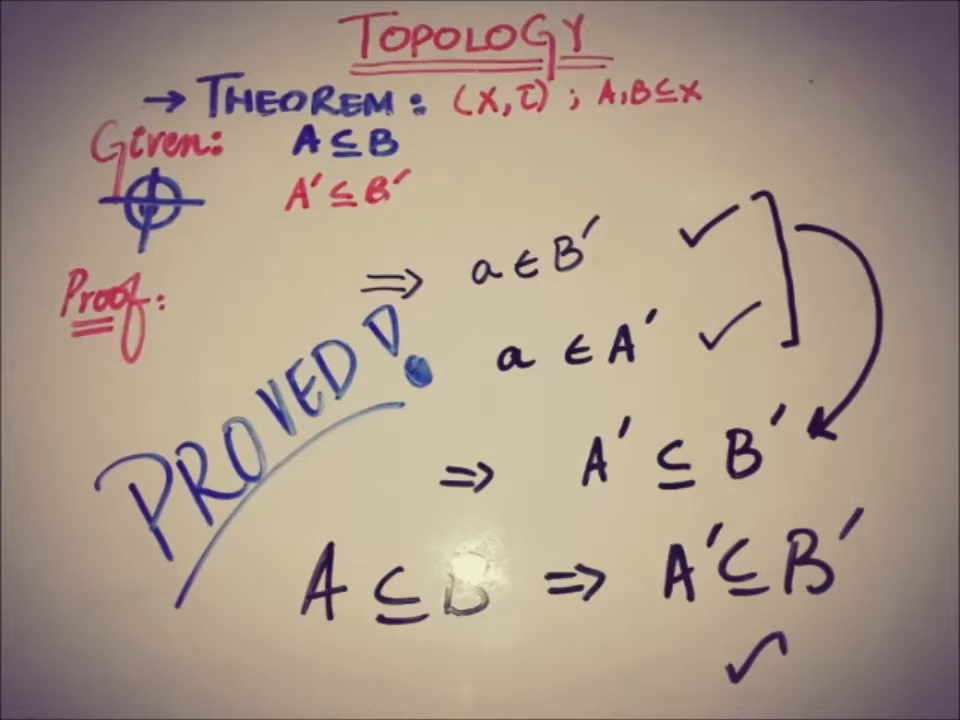 TOPOLOGY
→ THEOREM: (X,τ) ; A,B⊆X
Given: A⊆B
A'⊆B'
Proof:
⇒ a∈B' ✓
a∈A' ✓
PROVED!
⇒ A'⊆B'
A⊆B ⇒ A'⊆B'
✓